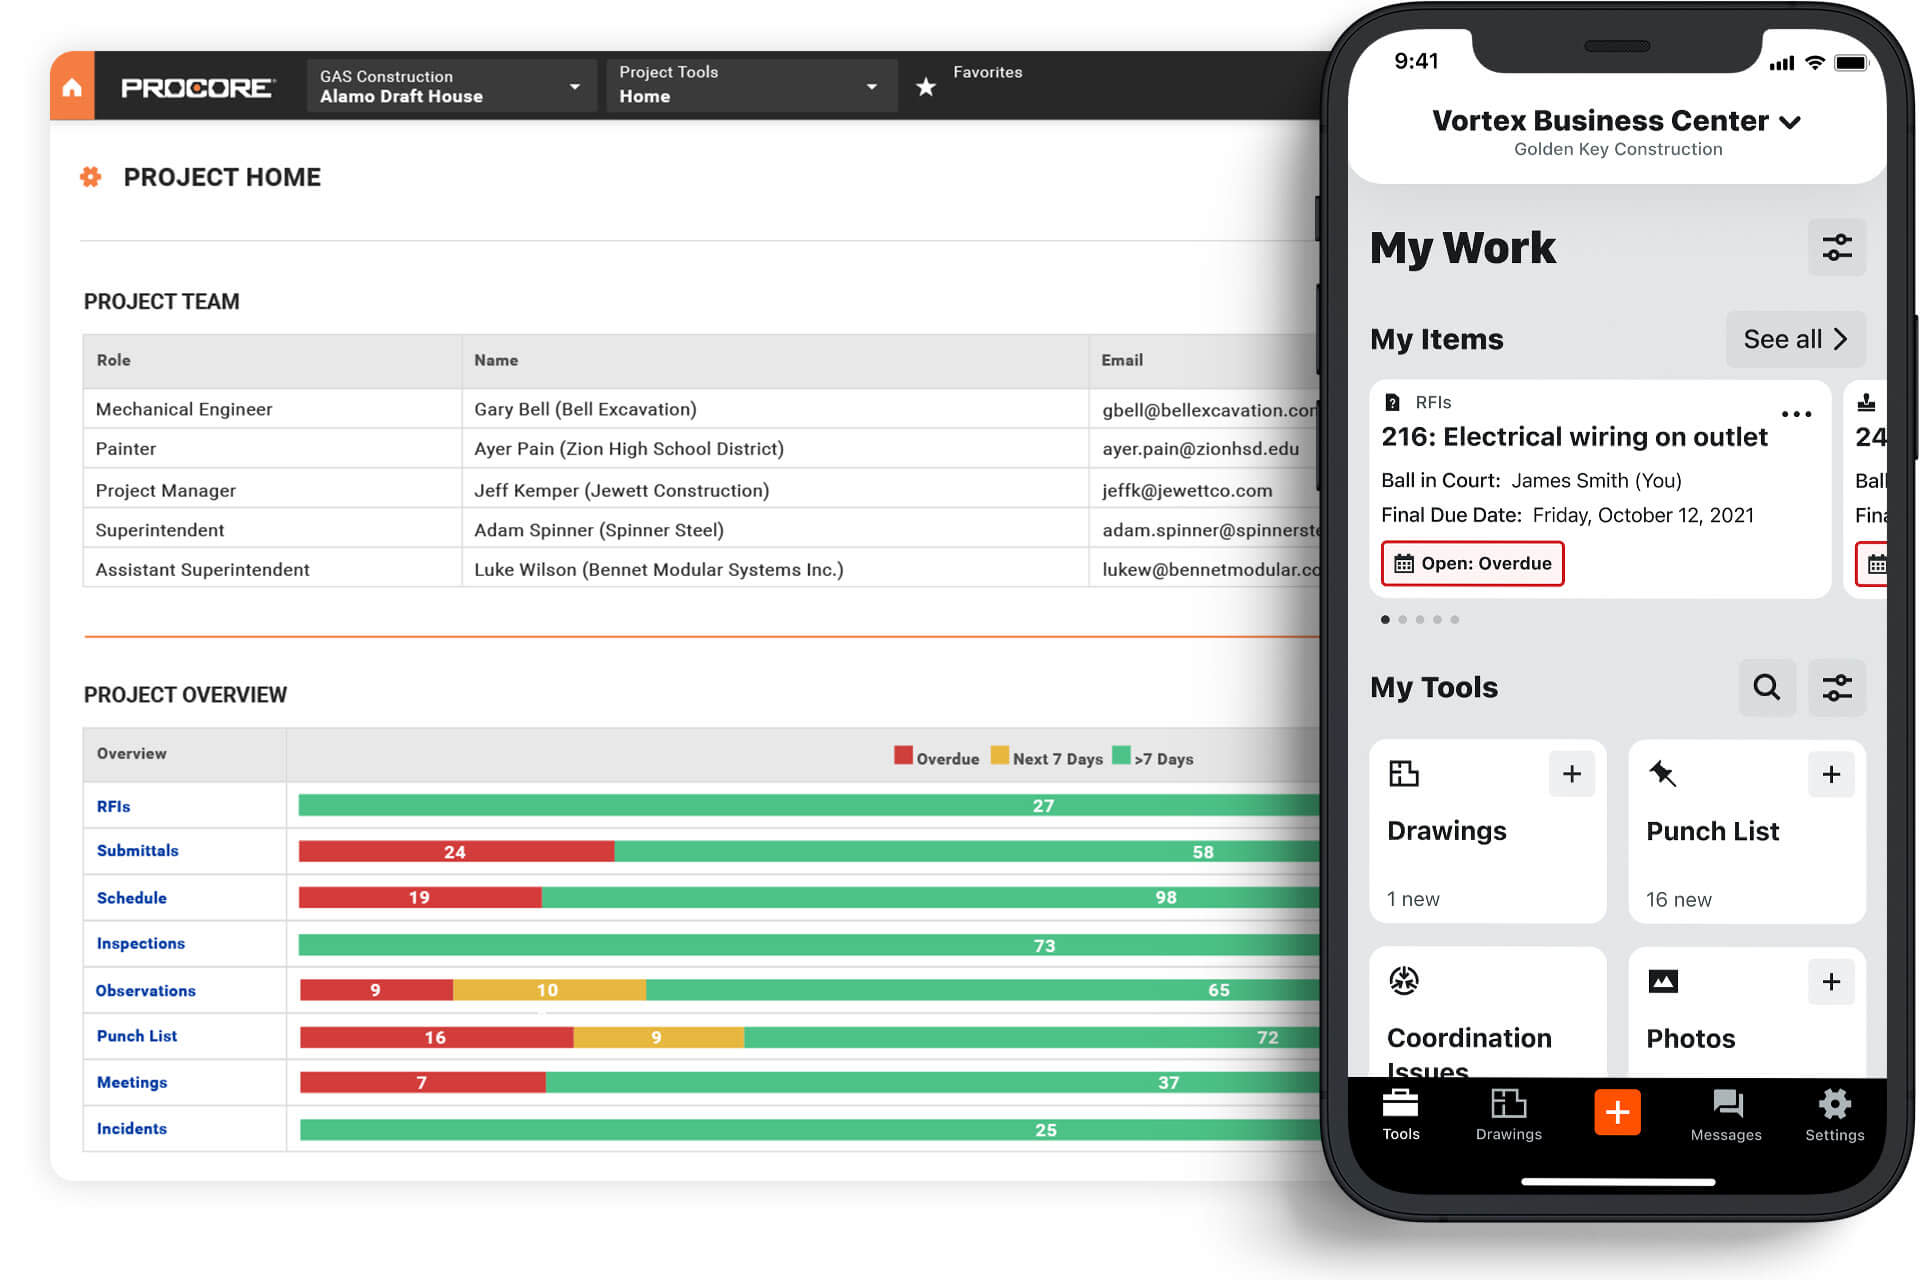 PROCORE
GAS Construction
Alamo Draft House
Project Tools
Home
Favorites
PROJECT HOME
PROJECT TEAM
Role Name Email
Mechanical Engineer Gary Bell (Bell Excavation) gbell@bellexcavation.com
Painter Ayer Pain (Zion High School District) ayer.pain@zionhsd.edu
Project Manager Jeff Kemper (Jewett Construction) jeffk@jewettco.com
Superintendent Adam Spinner (Spinner Steel) adam.spinner@spinnerste
Assistant Superintendent Luke Wilson (Bennet Modular Systems Inc.) lukew@bennetmodular.co
PROJECT OVERVIEW
Overview Overdue Next 7 Days >7 Days
RFIs 27
Submittals 24 58
Schedule 19 98
Inspections 73
Observations 9 10 65
Punch List 16 9 72
Meetings 7 37
Incidents 25
9:41
Vortex Business Center
Golden Key Construction
My Work
My Items See all
RFIs
216: Electrical wiring on outlet
Ball in Court: James Smith (You)
Final Due Date: Friday, October 12, 2021
Open: Overdue
24
Ball
Fina
My Tools
Drawings
1 new
Punch List
16 new
Coordination
Issues
Photos
Tools Drawings Messages Settings